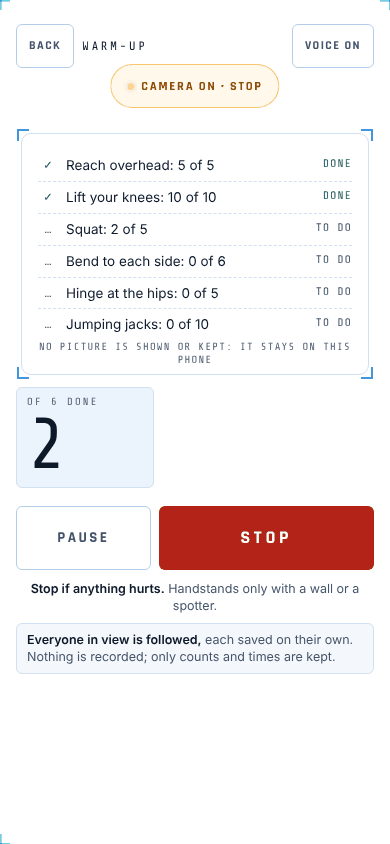 BACK
WARM-UP
VOICE ON
CAMERA ON · STOP
✓ Reach overhead: 5 of 5 DONE
✓ Lift your knees: 10 of 10 DONE
… Squat: 2 of 5 TO DO
… Bend to each side: 0 of 6 TO DO
… Hinge at the hips: 0 of 5 TO DO
… Jumping jacks: 0 of 10 TO DO
NO PICTURE IS SHOWN OR KEPT: IT STAYS ON THIS
PHONE
OF 6 DONE
2
PAUSE
STOP
Stop if anything hurts. Handstands only with a wall or a
spotter.
Everyone in view is followed, each saved on their own.
Nothing is recorded; only counts and times are kept.